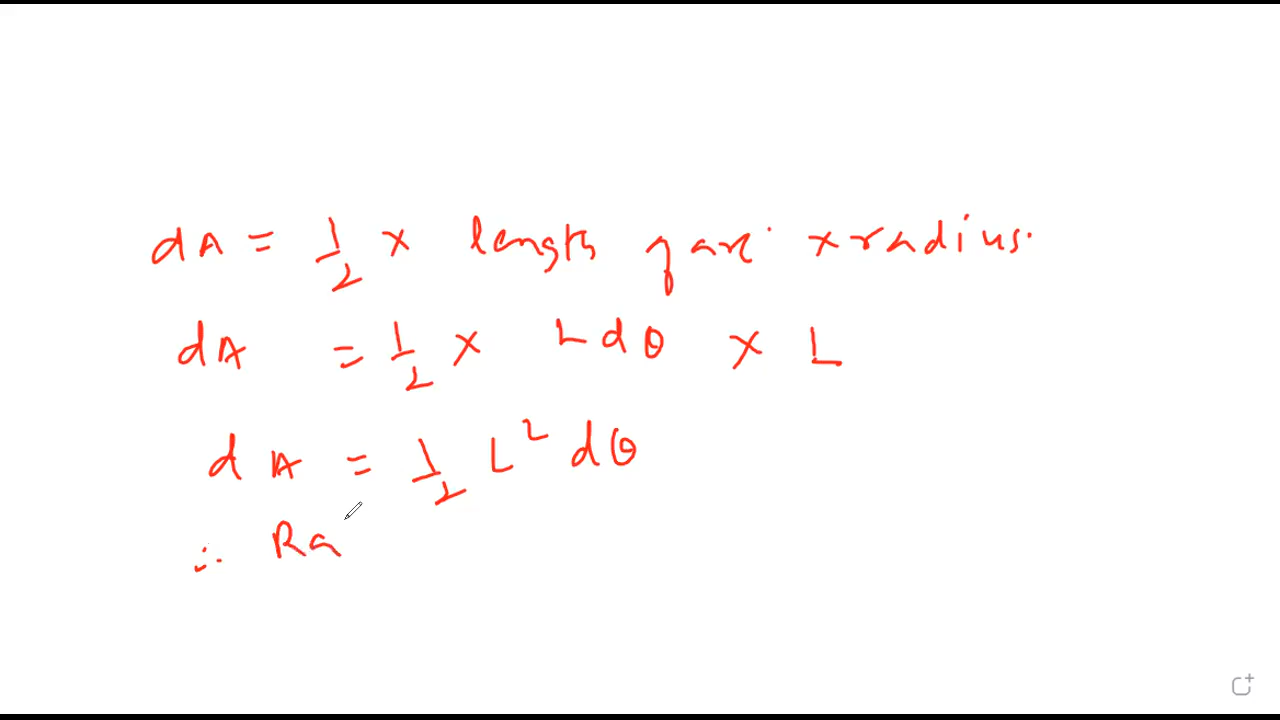 dA = 1/2 x length of arc x radius.
dA = 1/2 x L dθ x L
dA = 1/2 L² dθ
∴ Ra